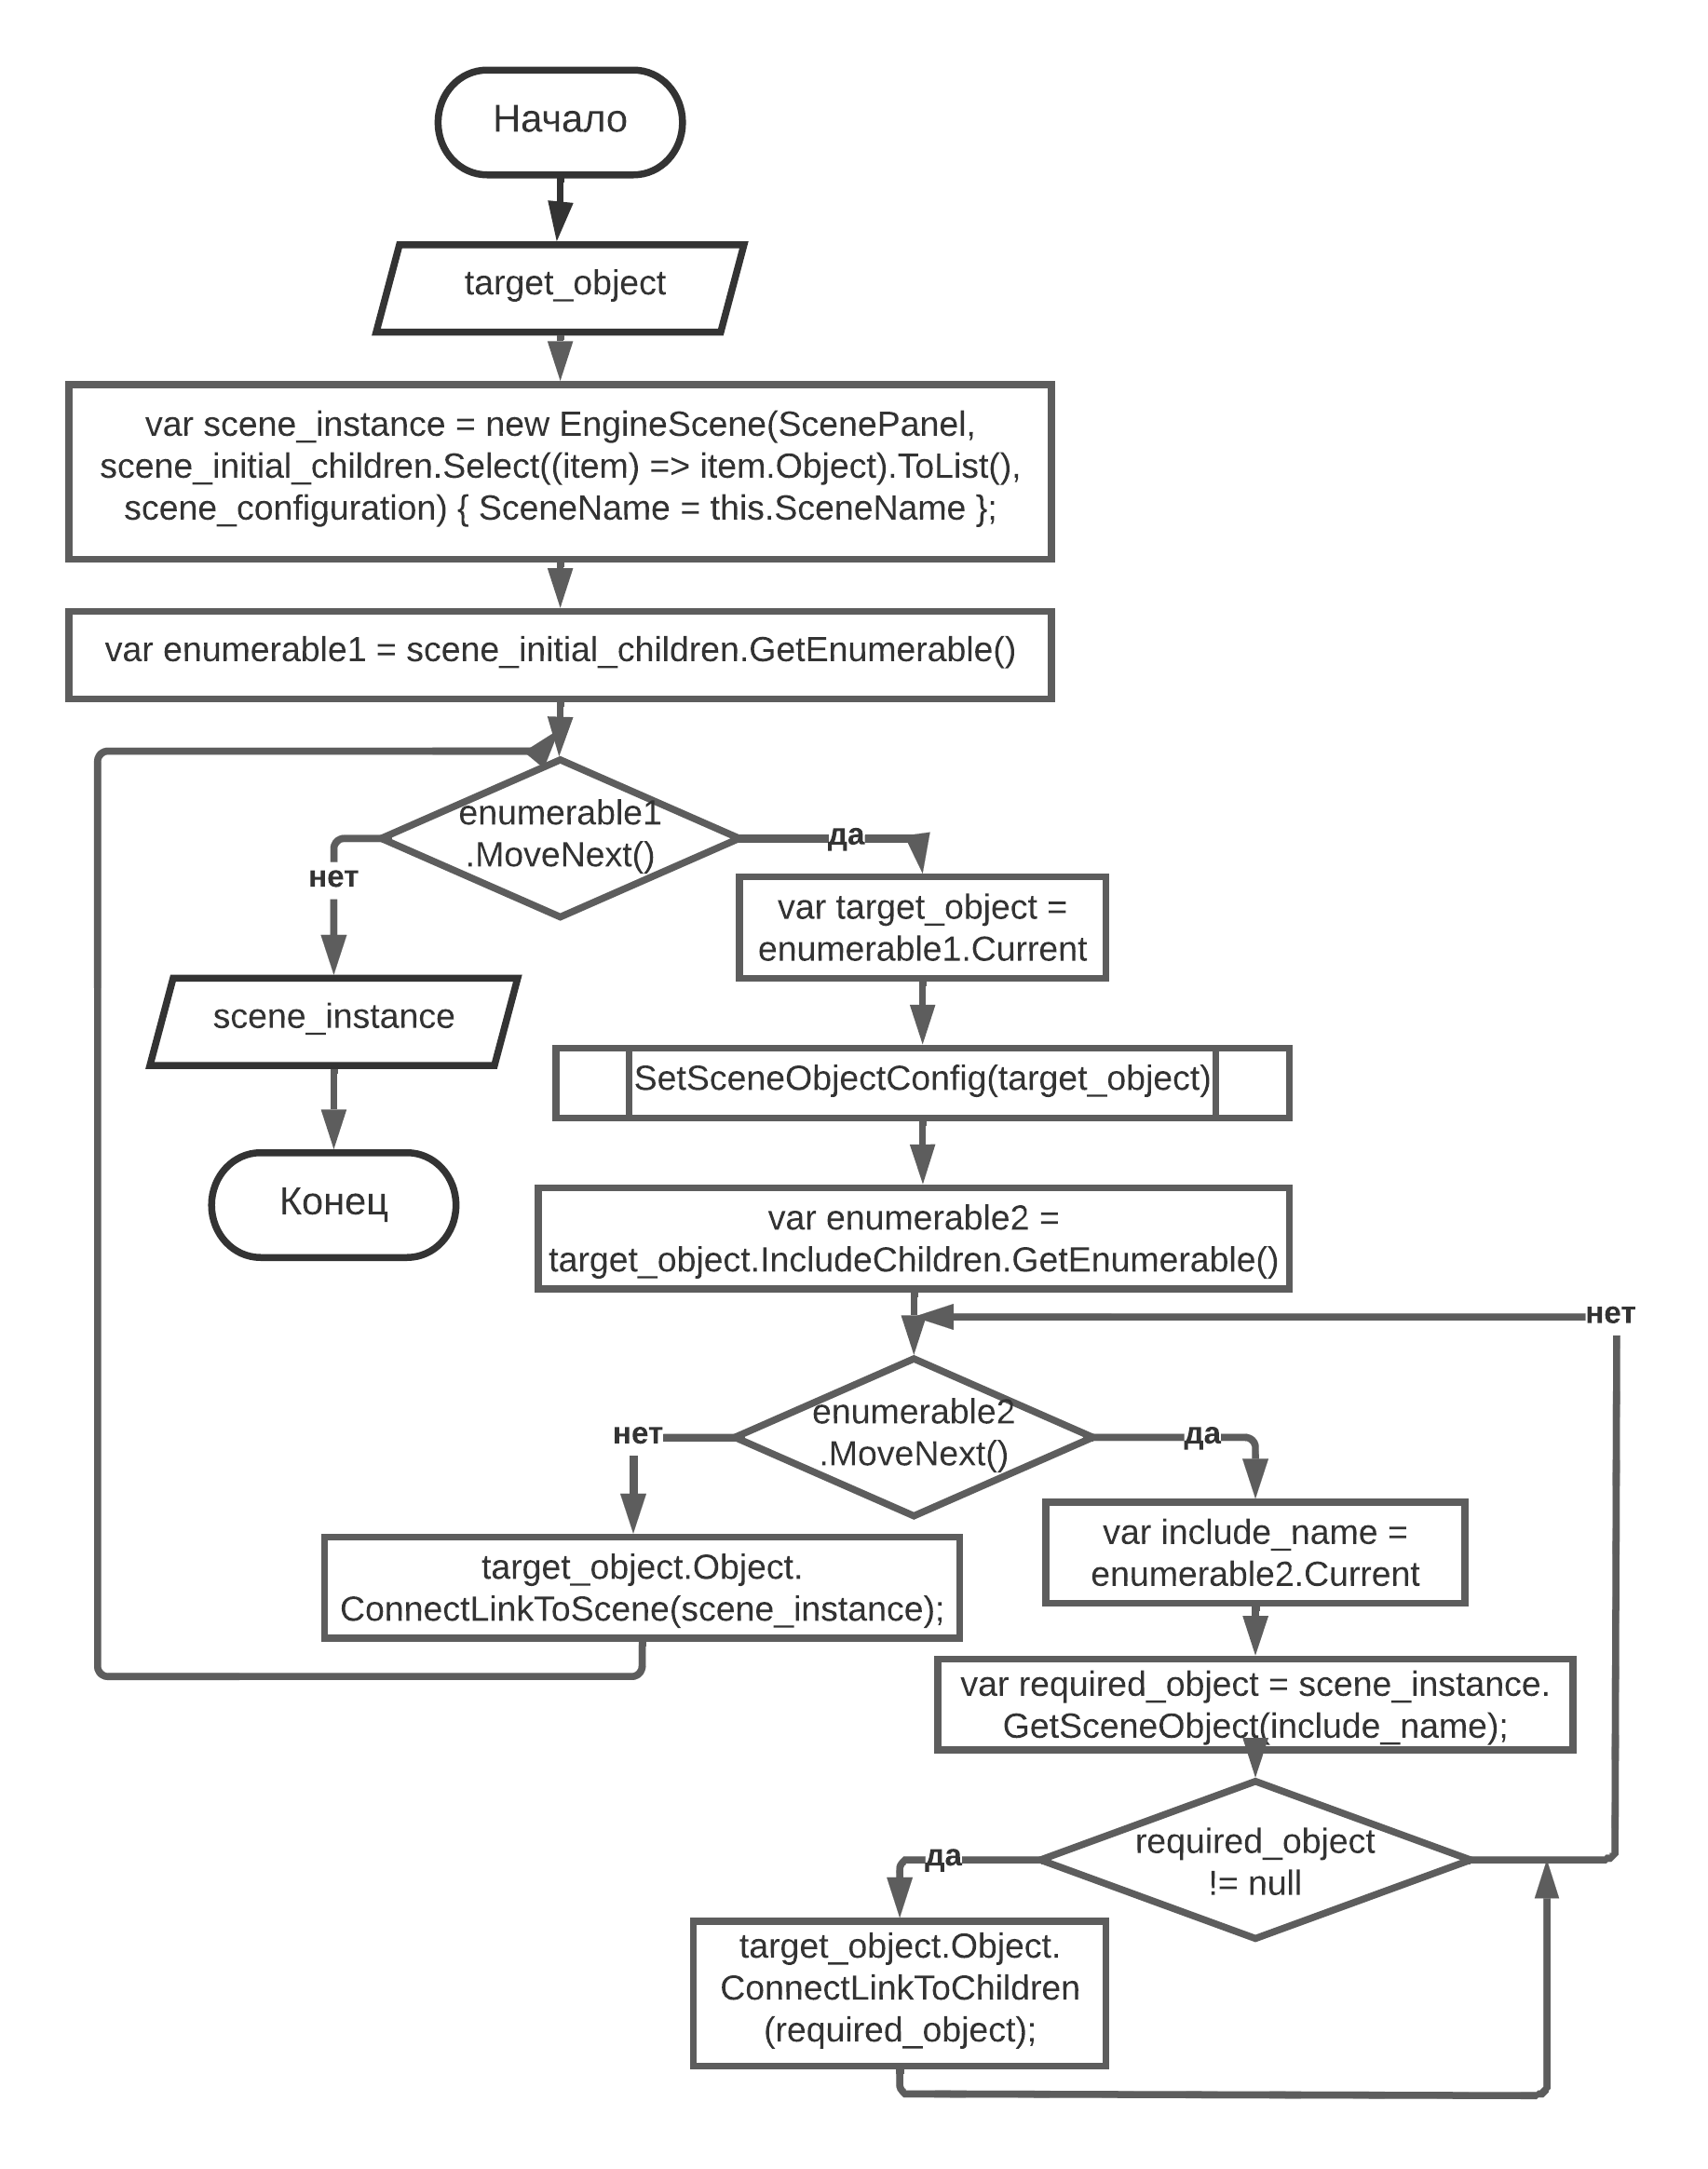 Начало
target_object
var scene_instance = new EngineScene(ScenePanel,
scene_initial_children.Select((item) => item.Object).ToList(),
scene_configuration) { SceneName = this.SceneName };
var enumerable1 = scene_initial_children.GetEnumerable()
enumerable1
.MoveNext()
да
нет
var target_object =
enumerable1.Current
scene_instance
SetSceneObjectConfig(target_object)
Конец
var enumerable2 =
target_object.IncludeChildren.GetEnumerable()
нет
enumerable2
.MoveNext()
нет
да
var include_name =
enumerable2.Current
target_object.Object.
ConnectLinkToScene(scene_instance);
var required_object = scene_instance.
GetSceneObject(include_name);
required_object
!= null
да
target_object.Object.
ConnectLinkToChildren
(required_object);